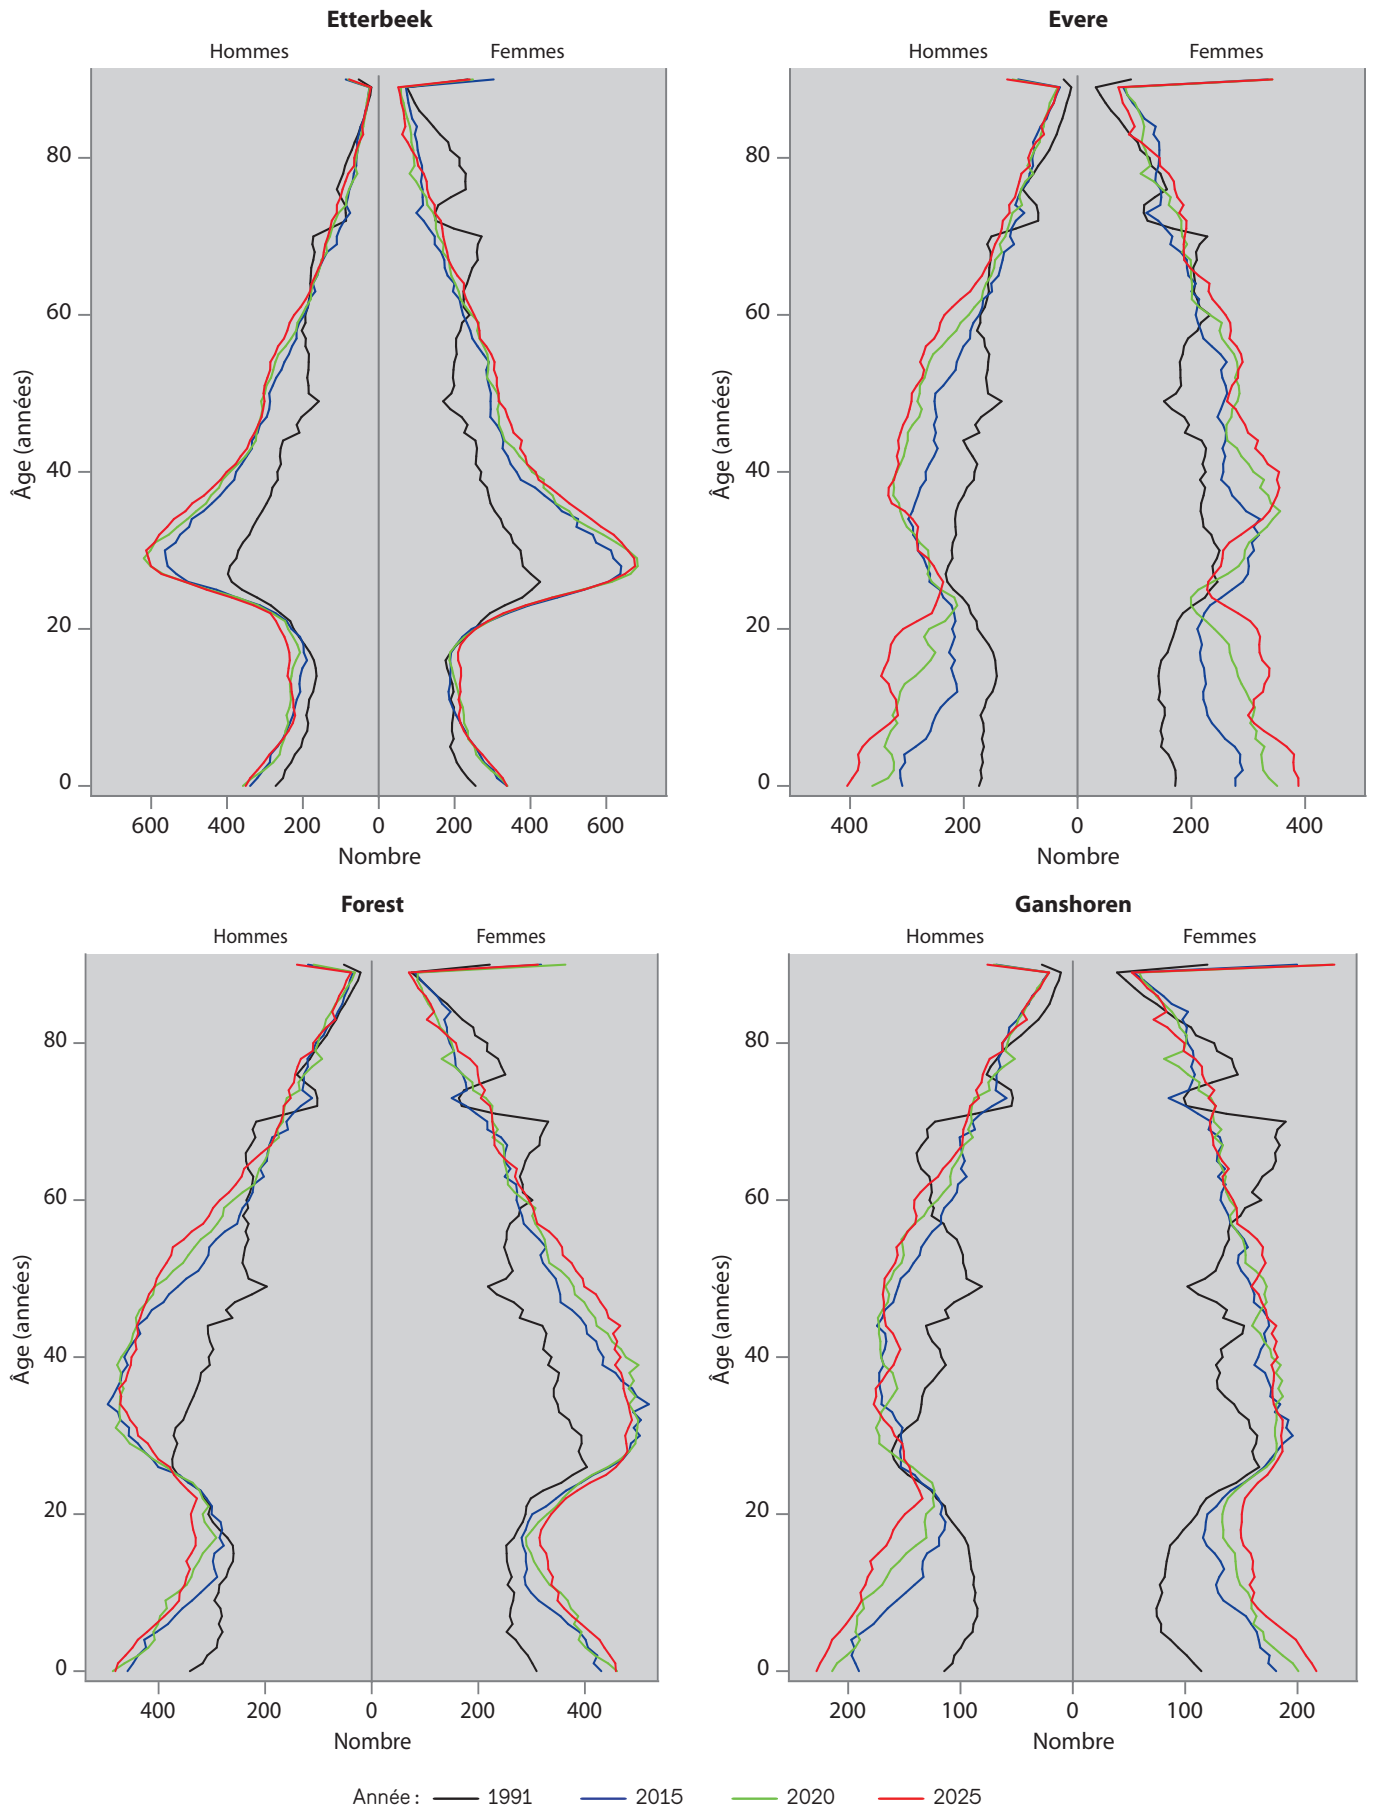 Etterbeek
Hommes Femmes
Âge (années)
80
60
40
20
0
600 400 200 0 200 400 600
Nombre
Evere
Hommes Femmes
Âge (années)
80
60
40
20
0
400 200 0 200 400
Nombre
Forest
Hommes Femmes
Âge (années)
80
60
40
20
0
400 200 0 200 400
Nombre
Ganshoren
Hommes Femmes
Âge (années)
80
60
40
20
0
200 100 0 100 200
Nombre
Année : 1991 2015 2020 2025